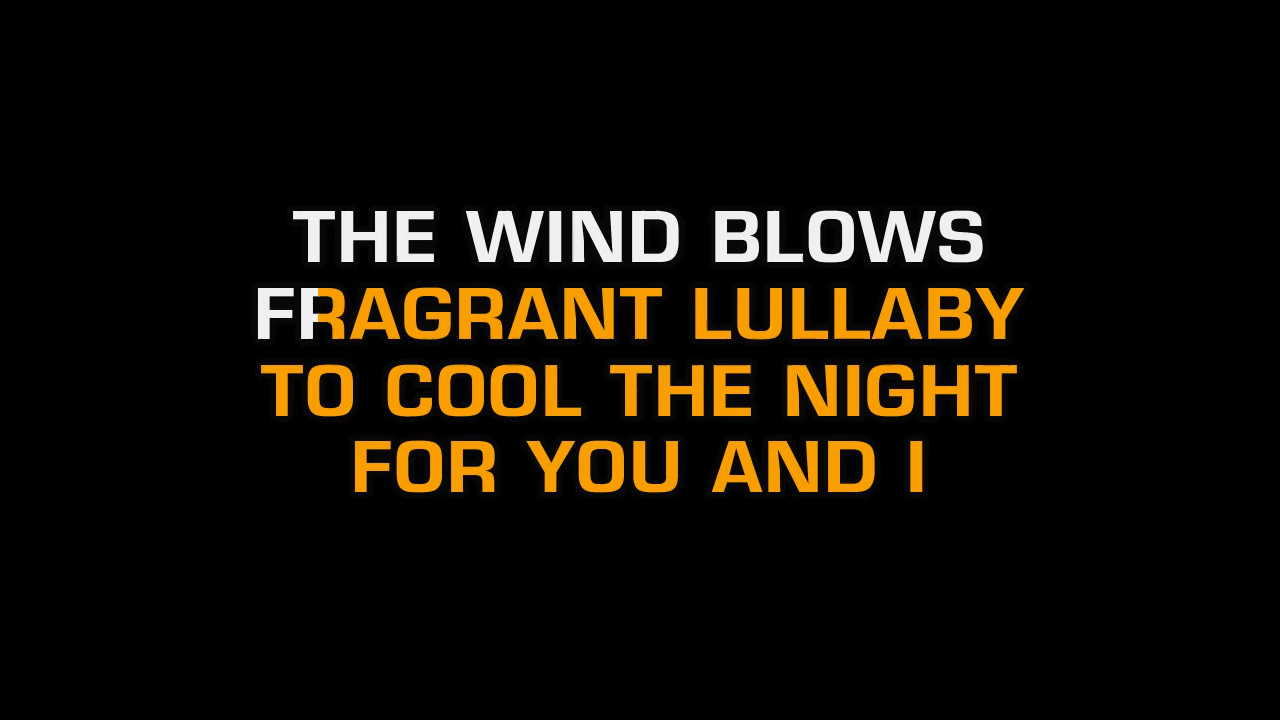 THE WIND BLOWS
FRAGRANT LULLABY
TO COOL THE NIGHT
FOR YOU AND I